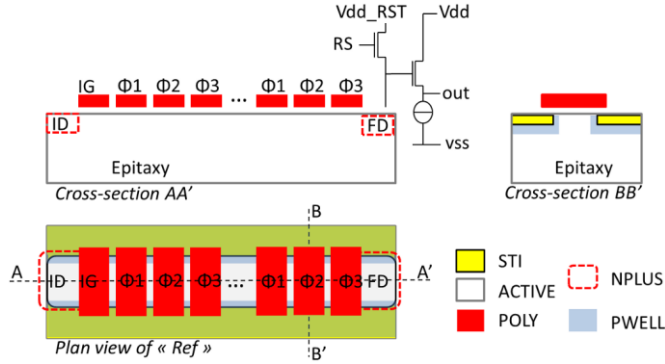 Vdd_RST Vdd
RS
IG Φ1 Φ2 Φ3 ... Φ1 Φ2 Φ3
out
ID FD
vss
Epitaxy Epitaxy
Cross-section AA’ Cross-section BB’
B
A ID IG Φ1 Φ2 Φ3 ... Φ1 Φ2 Φ3 FD A’
B’
Plan view of « Ref »
STI NPLUS
ACTIVE
POLY PWELL